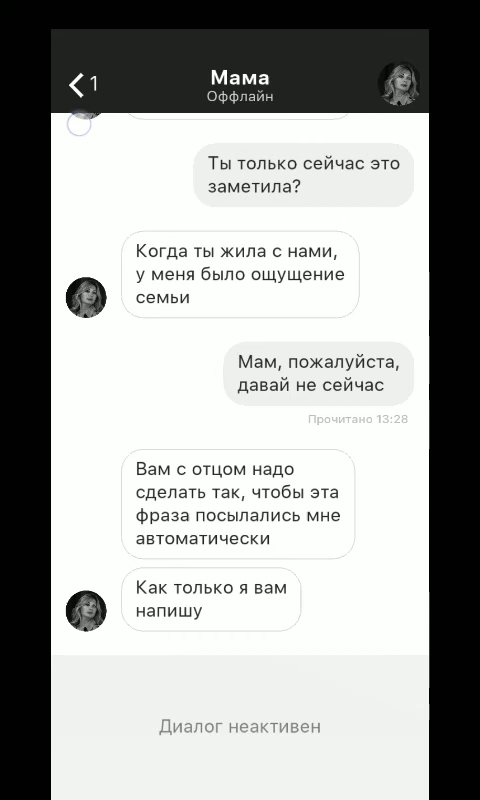 1
Мама
Оффлайн
Ты только сейчас это
заметила?
Когда ты жила с нами,
у меня было ощущение
семьи
Мам, пожалуйста,
давай не сейчас
Прочитано 13:28
Вам с отцом надо
сделать так, чтобы эта
фраза посылались мне
автоматически
Как только я вам
напишу
Диалог неактивен